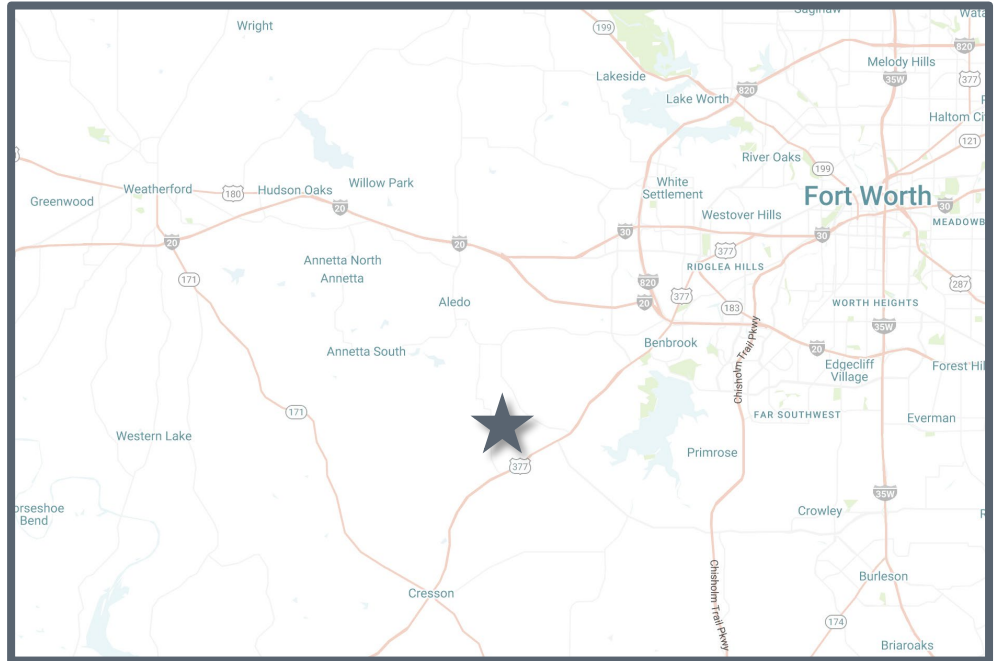 Wright
199
820
Melody Hills
Lakeside
35W
377
820
Lake Worth
Haltom Ci
121
River Oaks
199
White
Settlement
Willow Park
Weatherford
180
Hudson Oaks
Fort Worth
Greenwood
20
30
Westover Hills
MEADOWB
30
30
20
20
377
Annetta North
RIDGLEA HILLS
Annetta
171
820
287
377
20
Aledo
183
WORTH HEIGHTS
35W
Benbrook
Chisholm Trail Pkwy
20
Annetta South
Edgecliff
Village
Forest Hil
171
FAR SOUTHWEST
Everman
Western Lake
Primrose
377
35W
orseshoe
Bend
Crowley
Chisholm Trail Pkwy
Burleson
Cresson
174
Briaroaks